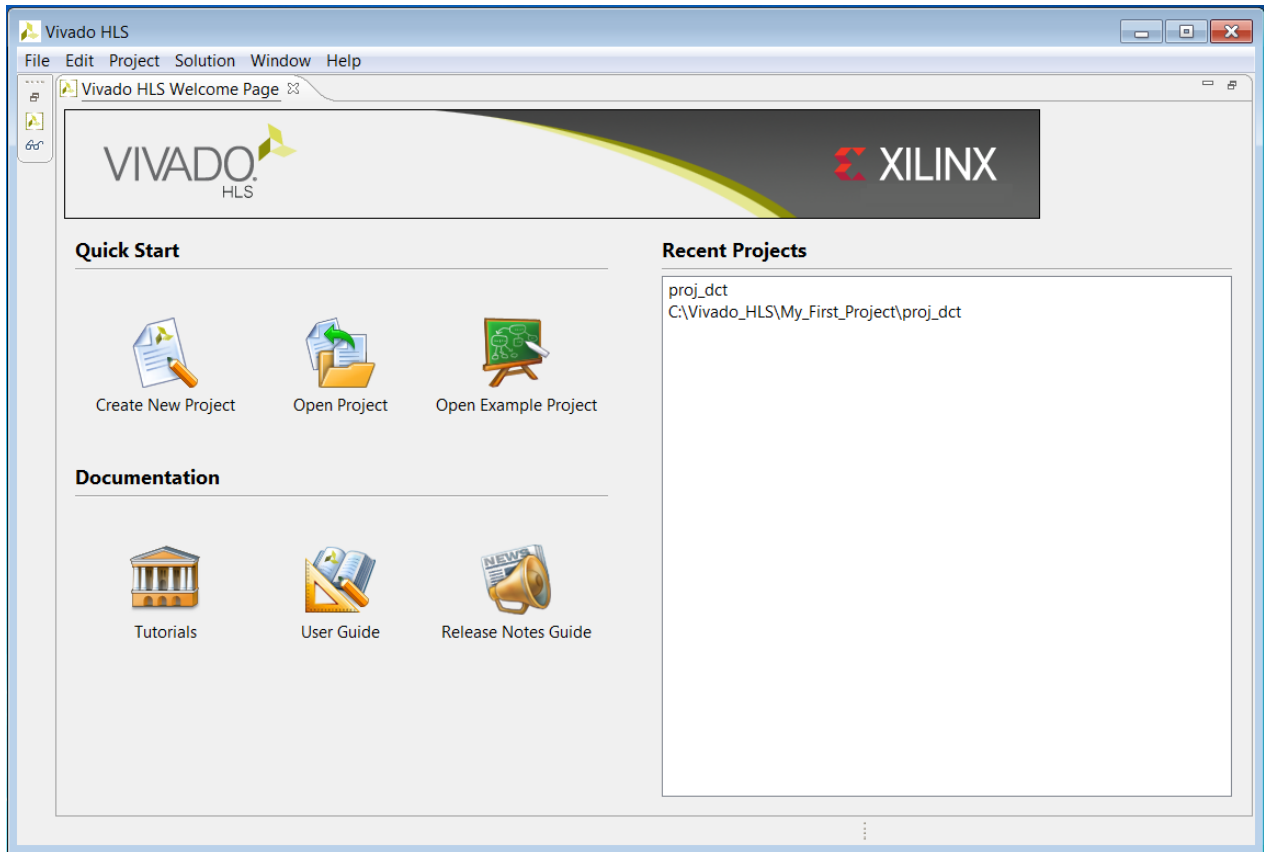 Vivado HLS
File Edit Project Solution Window Help
Vivado HLS Welcome Page
VIVADO.
HLS
XILINX
Quick Start
Create New Project
Open Project
Open Example Project
Documentation
NEWS
Tutorials
User Guide
Release Notes Guide
Recent Projects
proj_dct
C:\Vivado_HLS\My_First_Project\proj_dct